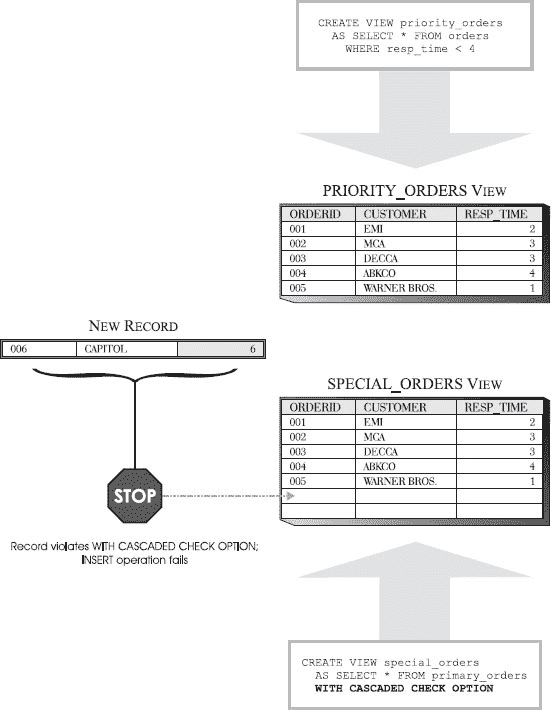 CREATE VIEW priority_orders
AS SELECT * FROM orders
WHERE resp_time < 4
PRIORITY_ORDERS VIEW
ORDERID CUSTOMER RESP_TIME
001 EMI 2
002 MCA 3
003 DECCA 3
004 ABKCO 4
005 WARNER BROS. 1
NEW RECORD
006 CAPITOL 6
SPECIAL_ORDERS VIEW
ORDERID CUSTOMER RESP_TIME
001 EMI 2
002 MCA 3
003 DECCA 3
004 ABKCO 4
005 WARNER BROS. 1
STOP
Record violates WITH CASCADED CHECK OPTION;
INSERT operation fails
CREATE VIEW special_orders
AS SELECT * FROM primary_orders
WITH CASCADED CHECK OPTION